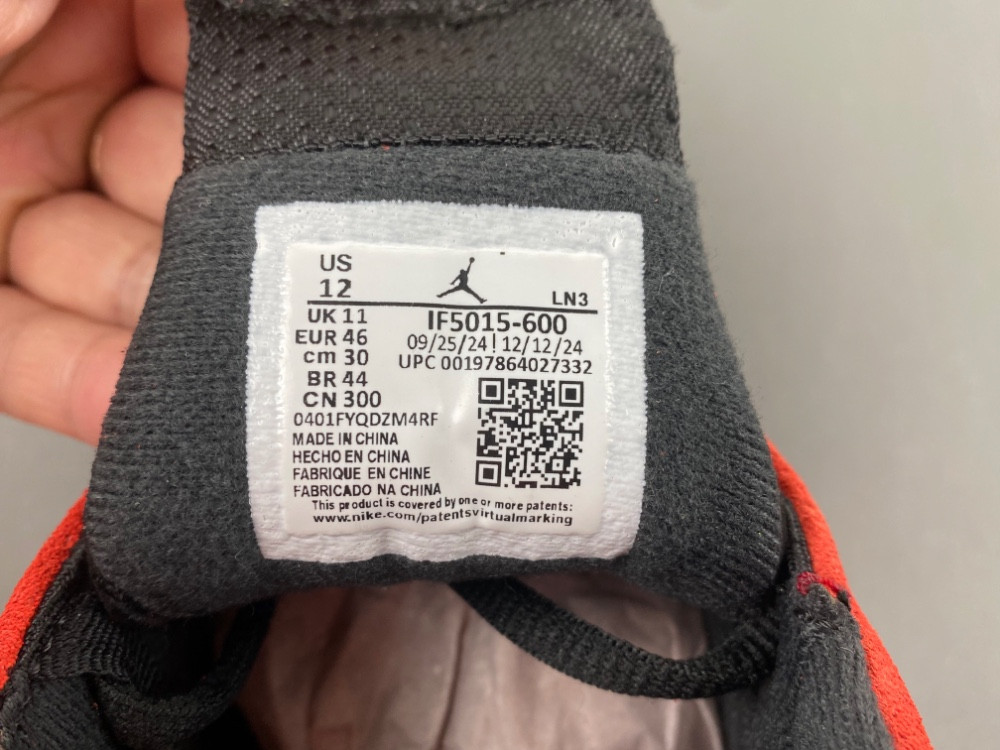 US
12
LN3
UK 11
EUR 46
cm 30
BR 44
CN 300
IF5015-600
09/25/24 ! 12/12/24
UPC 00197864027332
0401FYQDZM4RF
MADE IN CHINA
HECHO EN CHINA
FABRIQUE EN CHINE
FABRICADO NA CHINA
This product is covered by one or more patents:
www.nike.com/patentsvirtualmarking